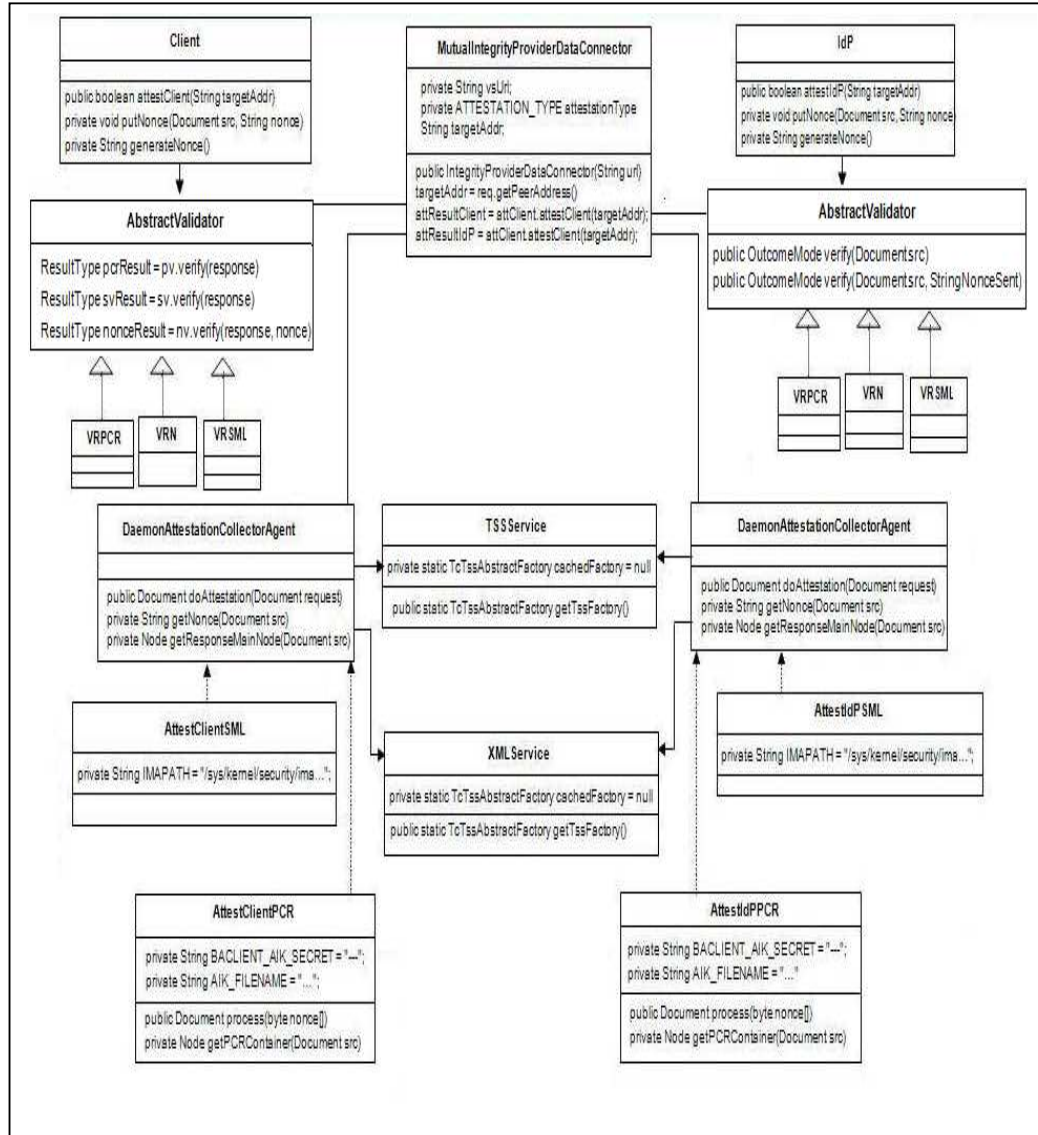 Client
public boolean attestClient(String targetAddr)
private void putNonce(Document src, String nonce)
private String generateNonce()
MutualIntegrityProviderDataConnector
private String vsUrl;
private ATTESTATION_TYPE attestationType
String targetAddr;
public IntegrityProviderDataConnector(String url)
targetAddr = req.getPeerAddress()
attResultClient = attClient.attestClient(targetAddr);
attResultIdP = attClient.attestClient(targetAddr);
IdP
public boolean attestIdP(String targetAddr)
private void putNonce(Document src, String nonce
private String generateNonce()
AbstractValidator
ResultType pcrResult = pv.verify(response)
ResultType svResult = sv.verify(response)
ResultType nonceResult = nv.verify(response, nonce)
AbstractValidator
public OutcomeMode verify(Document src)
public OutcomeMode verify(Document src, StringNonceSent)
VRPCR
VRN
VRSML
VRPCR
VRN
VRSML
DaemonAttestationCollectorAgent
public Document doAttestation(Document request)
private String getNonce(Document src)
private Node getResponseMainNode(Document src)
TSSService
private static TcTssAbstractFactory cachedFactory = null
public static TcTssAbstractFactory getTssFactory()
DaemonAttestationCollectorAgent
public Document doAttestation(Document request)
private String getNonce(Document src)
private Node getResponseMainNode(Document src)
AttestClientSML
private String IMAPATH = "/sys/kernel/security/ima...";
XMLService
private static TcTssAbstractFactory cachedFactory = null
public static TcTssAbstractFactory getTssFactory()
AttestIdPSML
private String IMAPATH = "/sys/kernel/security/ima...";
AttestClientPCR
private String BACLIENT_AIK_SECRET = "---";
private String AIK_FILENAME = "...";
public Document process(byte nonce[])
private Node getPCRContainer(Document src)
AttestIdPPCR
private String BACLIENT_AIK_SECRET = "---";
private String AIK_FILENAME = "..."
public Document process(byte nonce[])
private Node getPCRContainer(Document src)